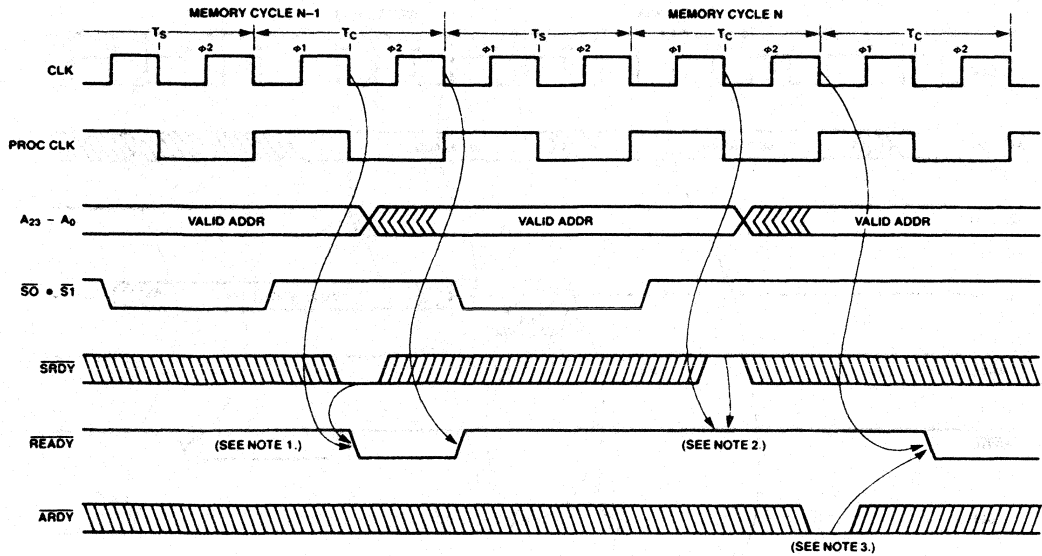 MEMORY CYCLE N–1 MEMORY CYCLE N
TS TC TS TC TC
ϕ2 ϕ1 ϕ2 ϕ1 ϕ2 ϕ1 ϕ2 ϕ1 ϕ2
CLK
PROC CLK
A23 – A0 VALID ADDR VALID ADDR VALID ADDR
S0 • S1
SRDY
READY (SEE NOTE 1.) (SEE NOTE 2.)
ARDY
(SEE NOTE 3.)